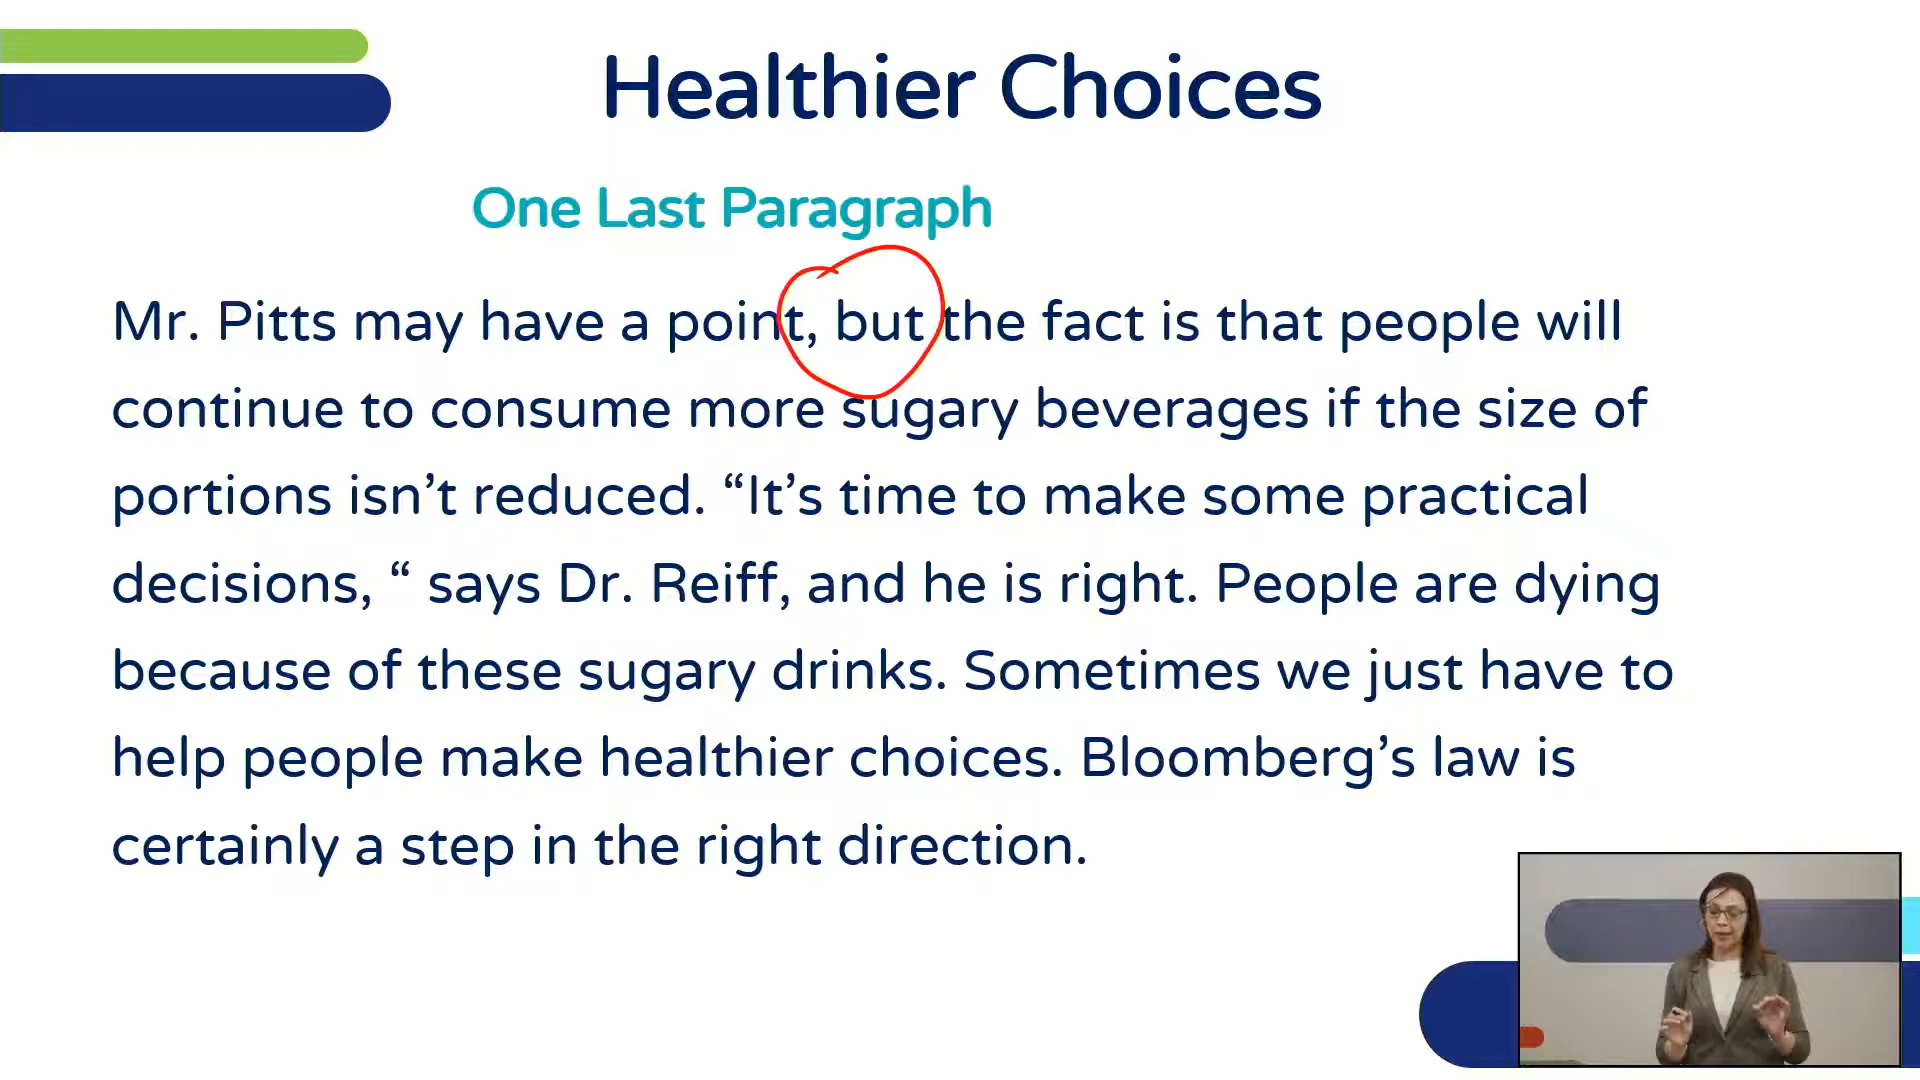 Healthier Choices
One Last Paragraph
Mr. Pitts may have a point, but the fact is that people will
continue to consume more sugary beverages if the size of
portions isn’t reduced. “It’s time to make some practical
decisions, “ says Dr. Reiff, and he is right. People are dying
because of these sugary drinks. Sometimes we just have to
help people make healthier choices. Bloomberg’s law is
certainly a step in the right direction.